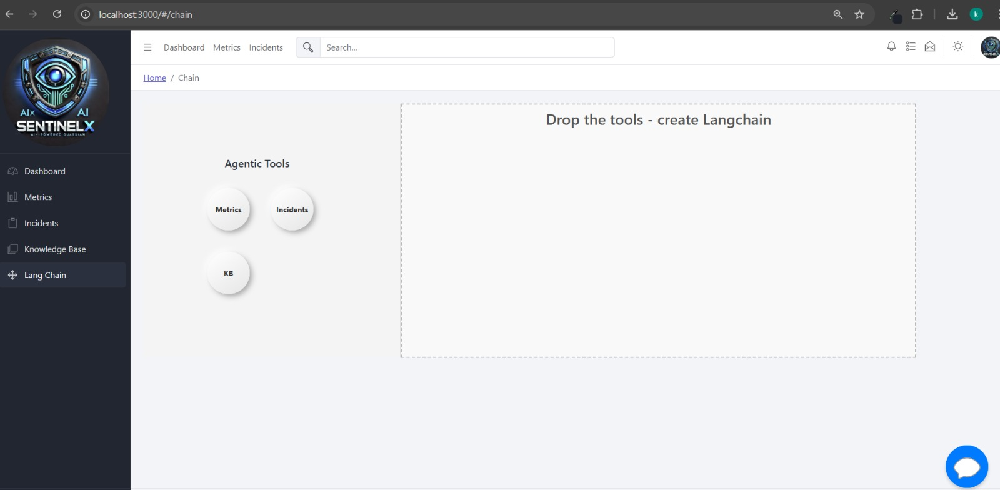 localhost:3000/#/chain
k
Dashboard Metrics Incidents Search...
Home / Chain
AIx AI
SENTINELX
AI- POWERED GUARDIAN
Dashboard
Metrics
Incidents
Knowledge Base
Lang Chain
Agentic Tools
Metrics Incidents
KB
Drop the tools - create Langchain